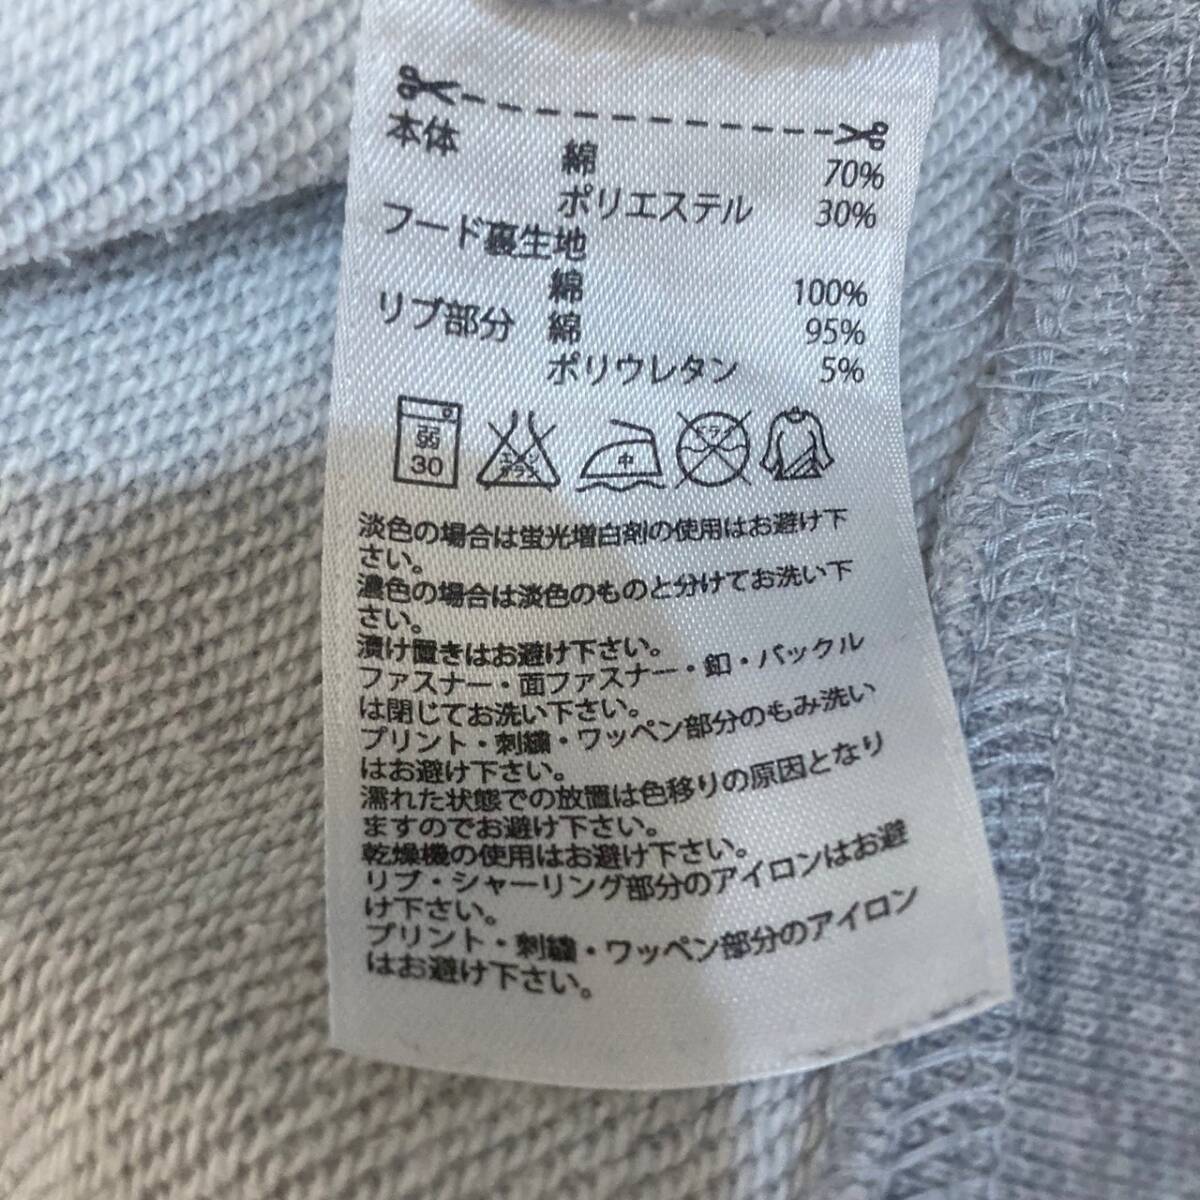 本体 綿 70%
ポリエステル 30%
フード裏生地
綿 100%
リブ部分 綿 95%
ポリウレタン 5%
弱 30 エンソサラシ 中 ドライ
淡色の場合は蛍光増白剤の使用はお避け下
さい。
濃色の場合は淡色のものと分けてお洗い下
さい。
漬け置きはお避け下さい。
ファスナー・面ファスナー・釦・バックル
は閉じてお洗い下さい。
プリント・刺繍・ワッペン部分のもみ洗い
はお避け下さい。
濡れた状態での放置は色移りの原因となり
ますのでお避け下さい。
乾燥機の使用はお避け下さい。
リブ・シャーリング部分のアイロンはお避
け下さい。
プリント・刺繍・ワッペン部分のアイロン
はお避け下さい。